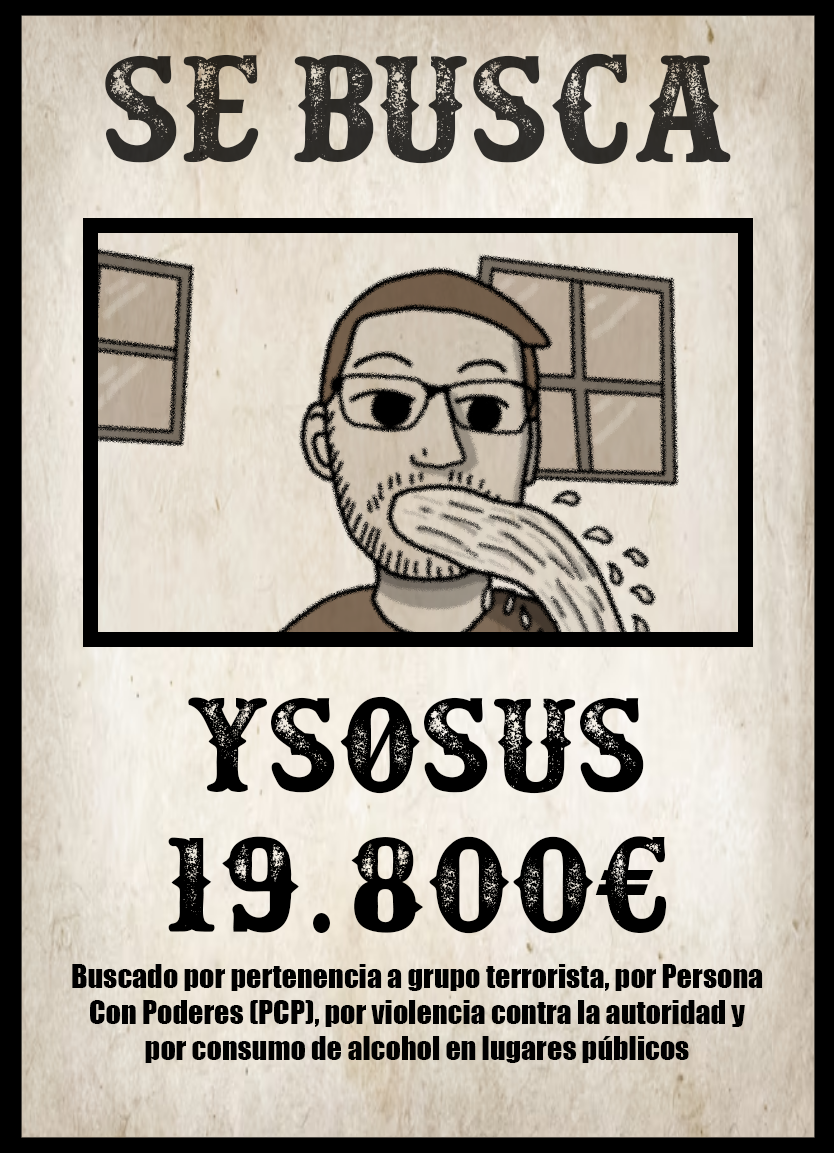 SE BUSCA
YSØSUS
19.800€
Buscado por pertenencia a grupo terrorista, por Persona
Con Poderes (PCP), por violencia contra la autoridad y
por consumo de alcohol en lugares públicos